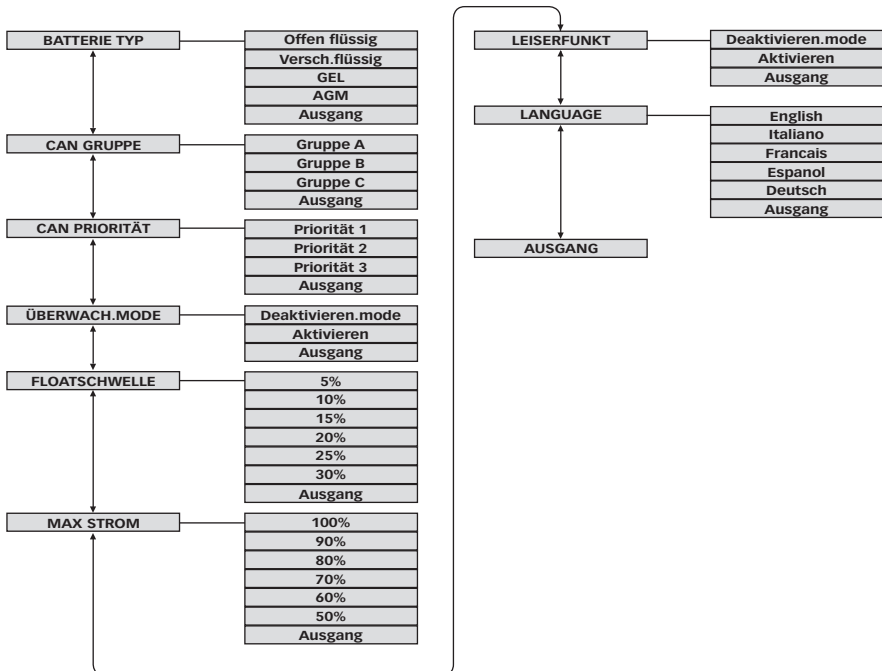 BATTERIE TYP
Offen flüssig
Versch.flüssig
GEL
AGM
Ausgang
CAN GRUPPE
Gruppe A
Gruppe B
Gruppe C
Ausgang
CAN PRIORITÄT
Priorität 1
Priorität 2
Priorität 3
Ausgang
ÜBERWACH.MODE
Deaktivieren.mode
Aktivieren
Ausgang
FLOATSCHWELLE
5%
10%
15%
20%
25%
30%
Ausgang
MAX STROM
100%
90%
80%
70%
60%
50%
Ausgang
LEISERFUNKT
Deaktivieren.mode
Aktivieren
Ausgang
LANGUAGE
English
Italiano
Francais
Espanol
Deutsch
Ausgang
AUSGANG